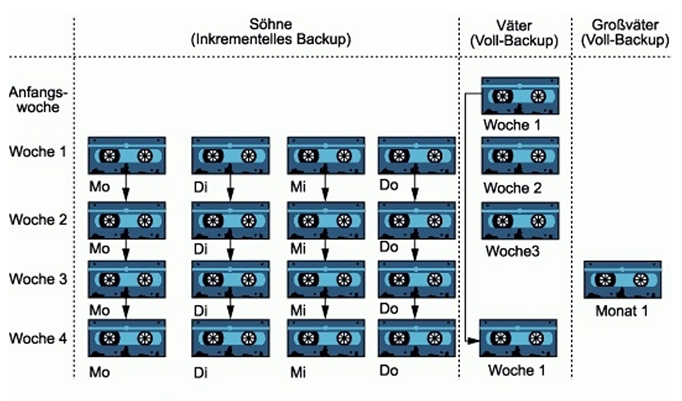 Söhne
(Inkrementelles Backup)
Väter
(Voll-Backup)
Großväter
(Voll-Backup)
Anfangs-
woche
Woche 1
Woche 1
Mo Di Mi Do
Woche 2
Woche 2
Mo Di Mi Do
Woche3
Woche 3
Mo Di Mi Do
Monat 1
Woche 4
Mo Di Mi Do
Woche 1